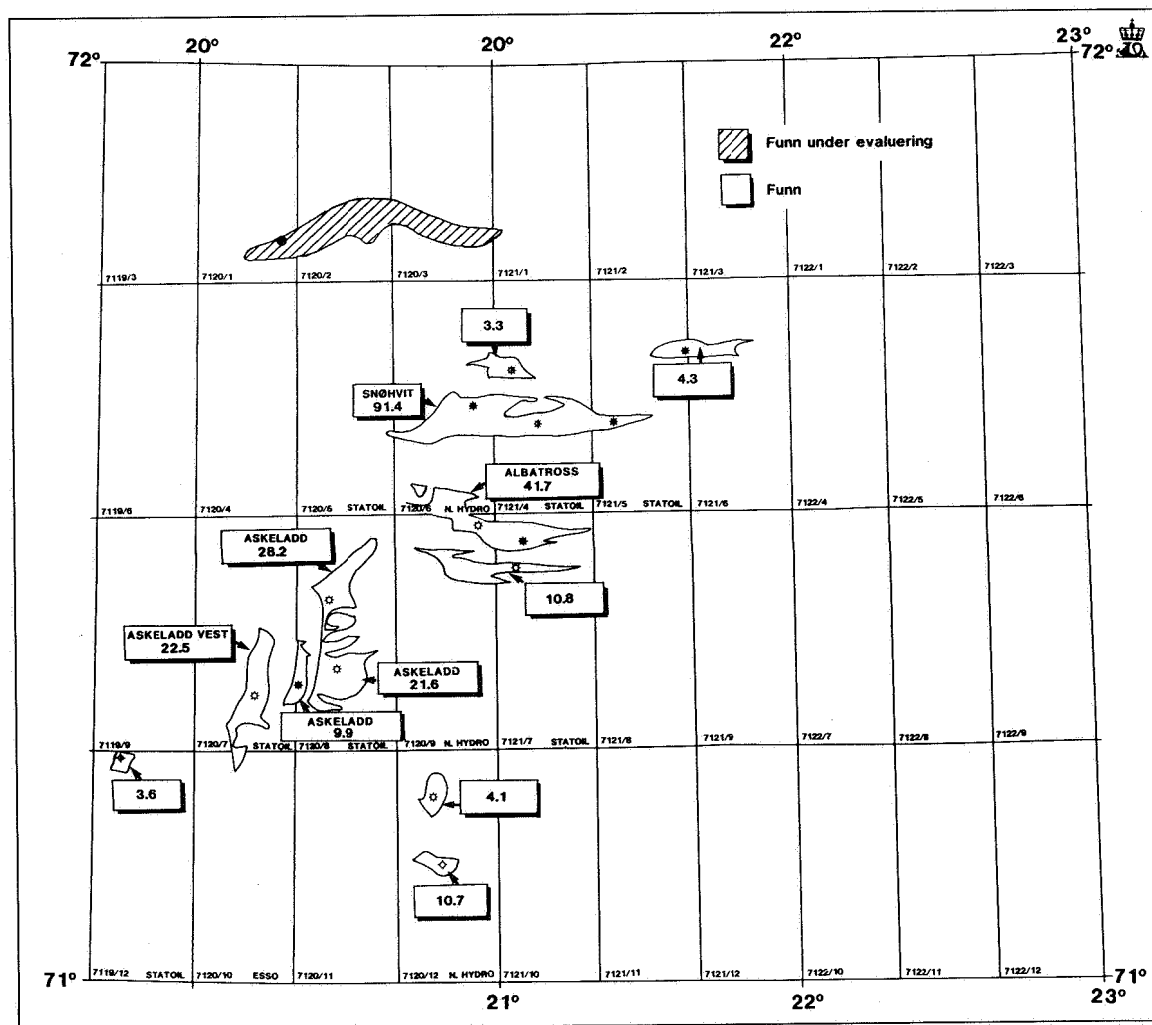 20° 20° 22° 23°
72° 72°
Funn under evaluering
Funn
7119/3 7120/1 7120/2 7120/3 7121/1 7121/2 7121/3 7122/1 7122/2 7122/3
3.3
4.3
SNØHVIT
91.4
ALBATROSS
41.7
7119/6 7120/4 7120/5 STATOIL 7120/6 N. HYDRO 7121/4 STATOIL 7121/5 STATOIL 7121/6 7122/4 7122/5 7122/6
ASKELADD
28.2
10.8
ASKELADD VEST
22.5
ASKELADD
21.6
ASKELADD
9.9
7119/9 7120/7 STATOIL 7120/8 STATOIL 7120/9 N. HYDRO 7121/7 STATOIL 7121/8 7121/9 7122/7 7122/8 7122/9
3.6
4.1
10.7
7119/12 STATOIL 7120/10 ESSO 7120/11 7120/12 N. HYDRO 7121/10 7121/11 7121/12 7122/10 7122/11 7122/12
71° 71°
21° 22° 23°